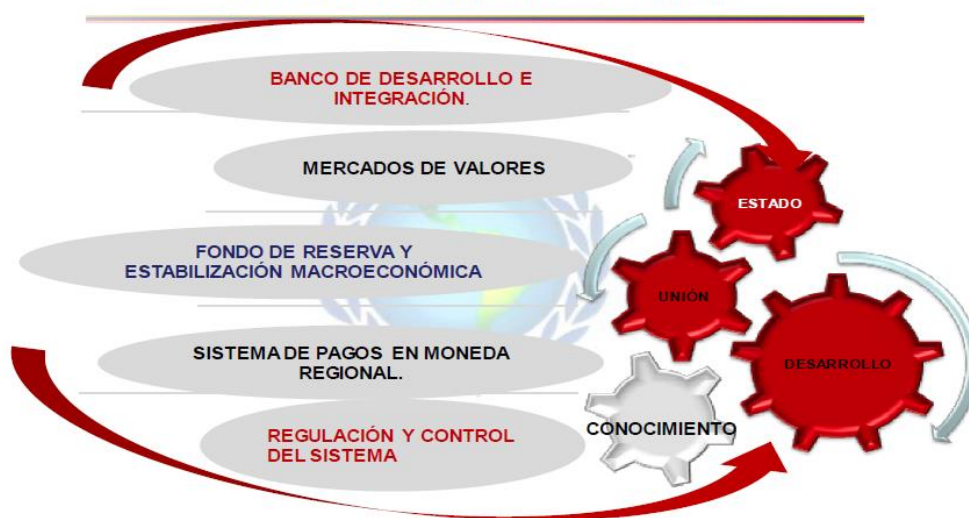 BANCO DE DESARROLLO E
INTEGRACIÓN.
MERCADOS DE VALORES
ESTADO
FONDO DE RESERVA Y
ESTABILIZACIÓN MACROECONÓMICA
UNIÓN
SISTEMA DE PAGOS EN MONEDA
REGIONAL.
DESARROLLO
CONOCIMIENTO
REGULACIÓN Y CONTROL
DEL SISTEMA